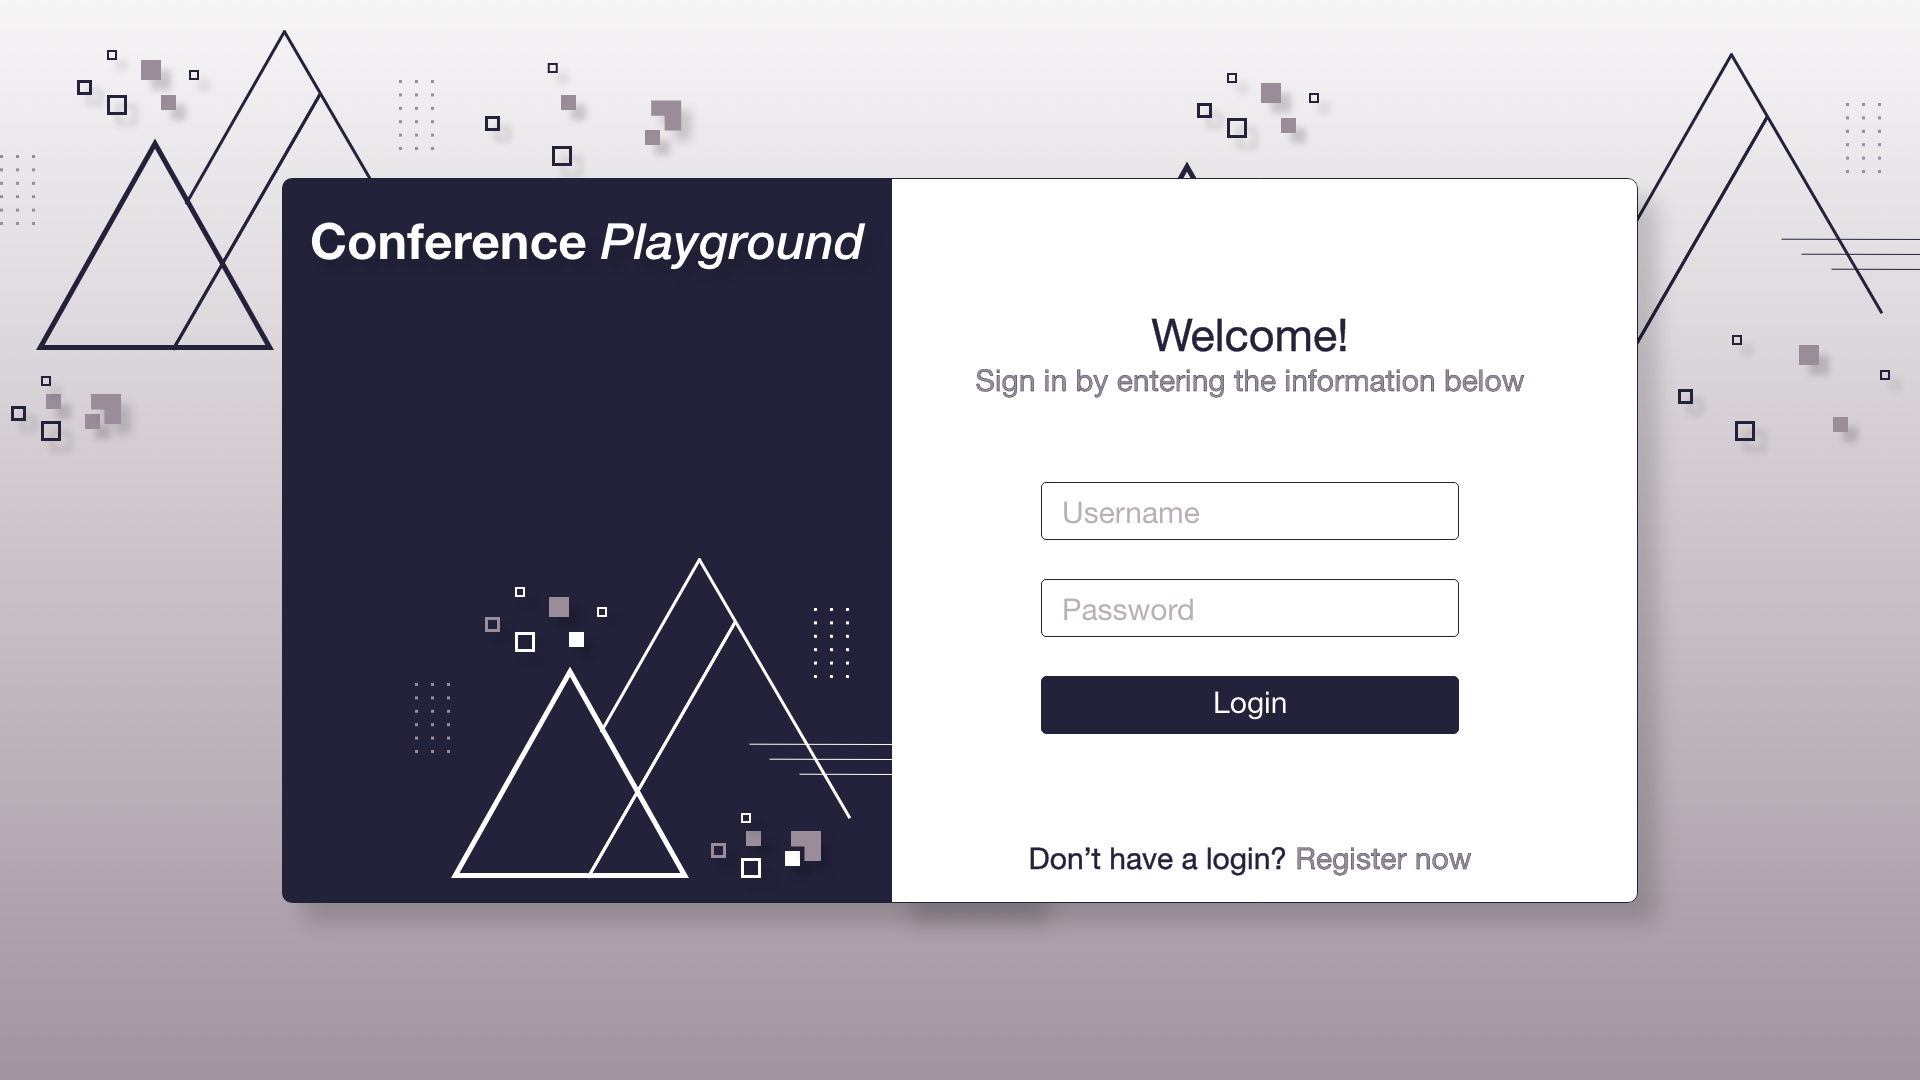 Conference Playground
Welcome!
Sign in by entering the information below
Username
Password
Login
Don’t have a login? Register now